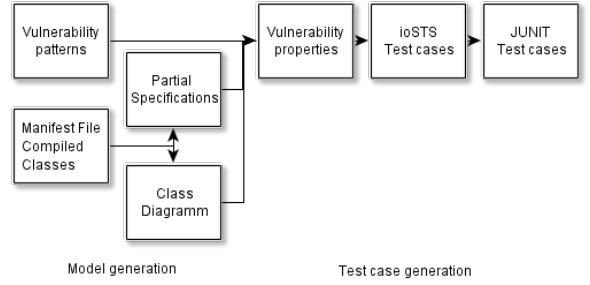 Vulnerability
patterns
Vulnerability
properties
ioSTS
Test cases
JUNIT
Test cases
Partial
Specifications
Manifest File
Compiled
Classes
Class
Diagramm
Model generation
Test case generation